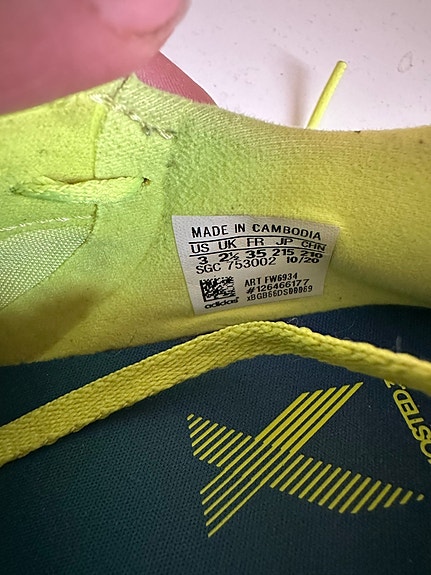 MADE IN CAMBODIA
US UK FR JP CHN
3 2½ 35 215 210
SGC 753002 10/20
ART FW6934
#126466177
adidas